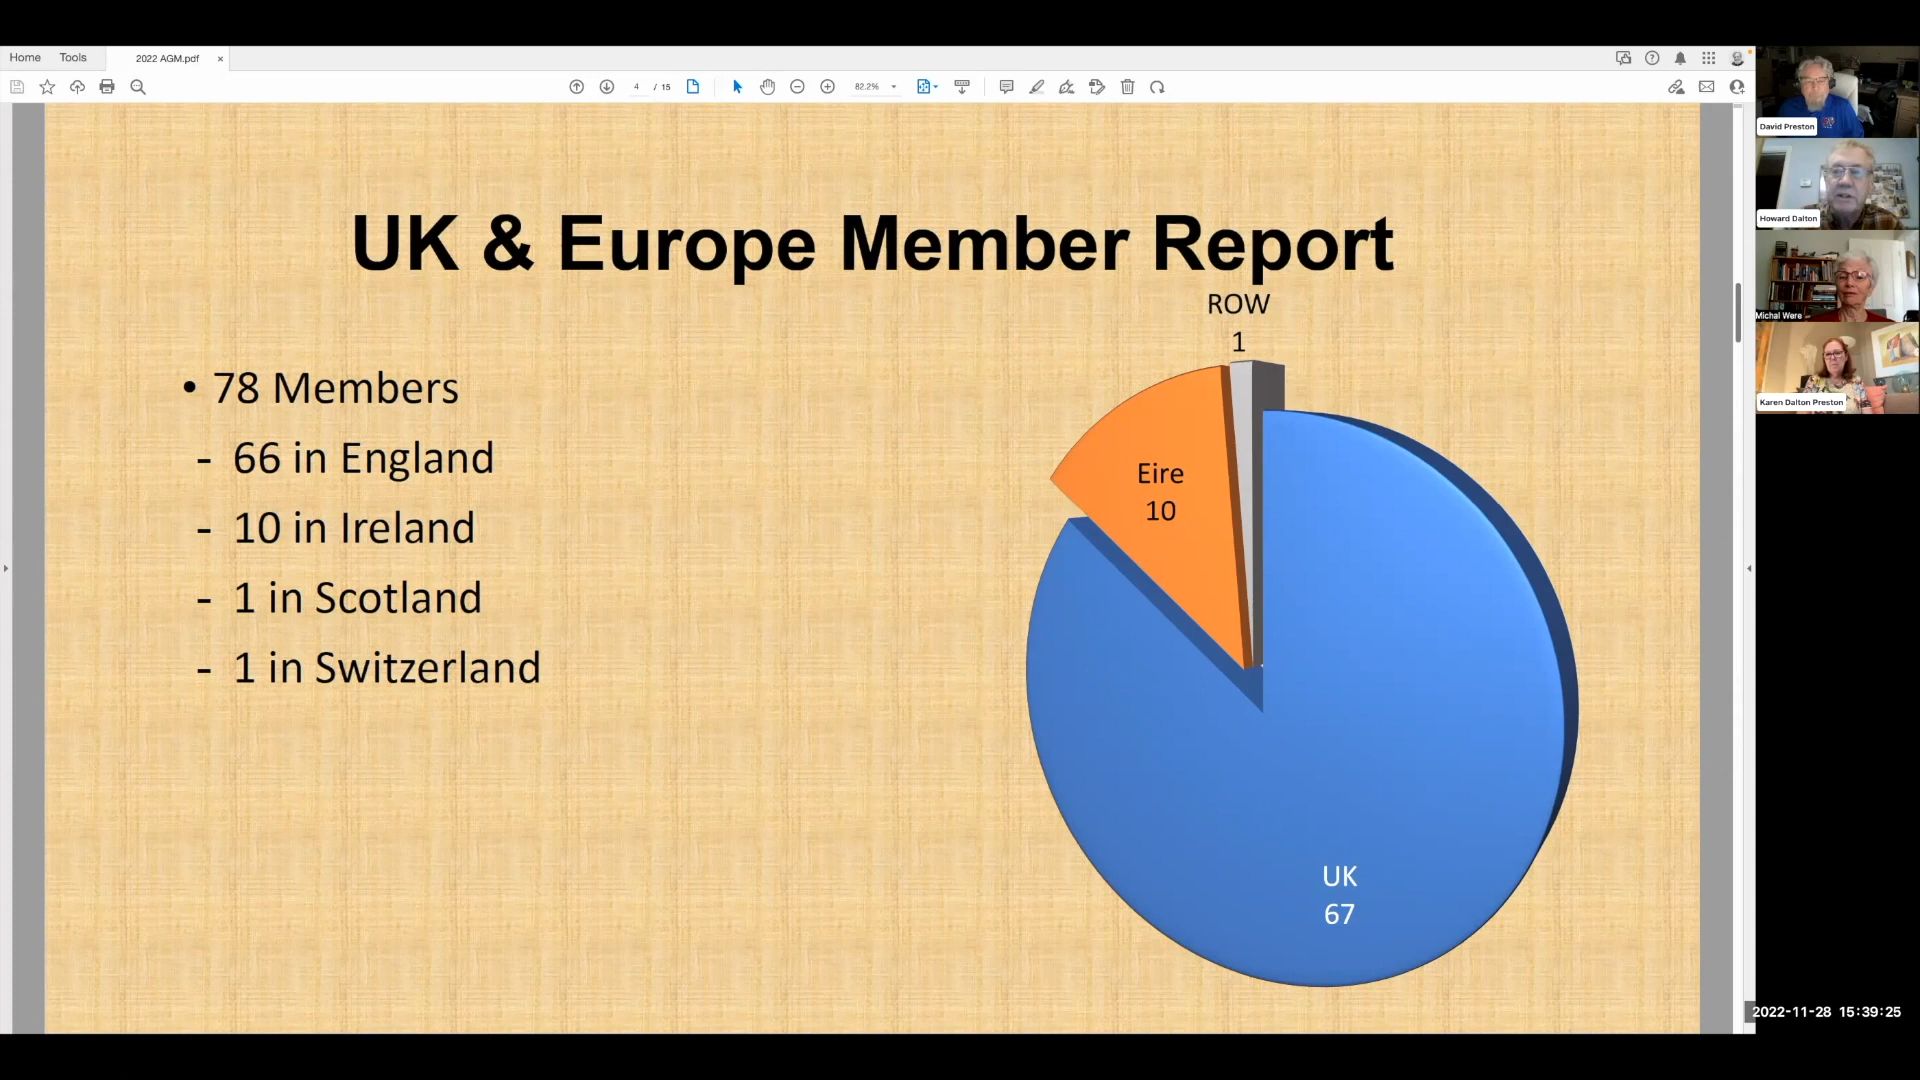 Home Tools 2022 AGM.pdf ×
4 / 15 82.2%
UK & Europe Member Report
• 78 Members
- 66 in England
- 10 in Ireland
- 1 in Scotland
- 1 in Switzerland
ROW
1
Eire
10
UK
67
David Preston
Howard Dalton
Michal Were
Karen Dalton Preston
2022-11-28 15:39:25